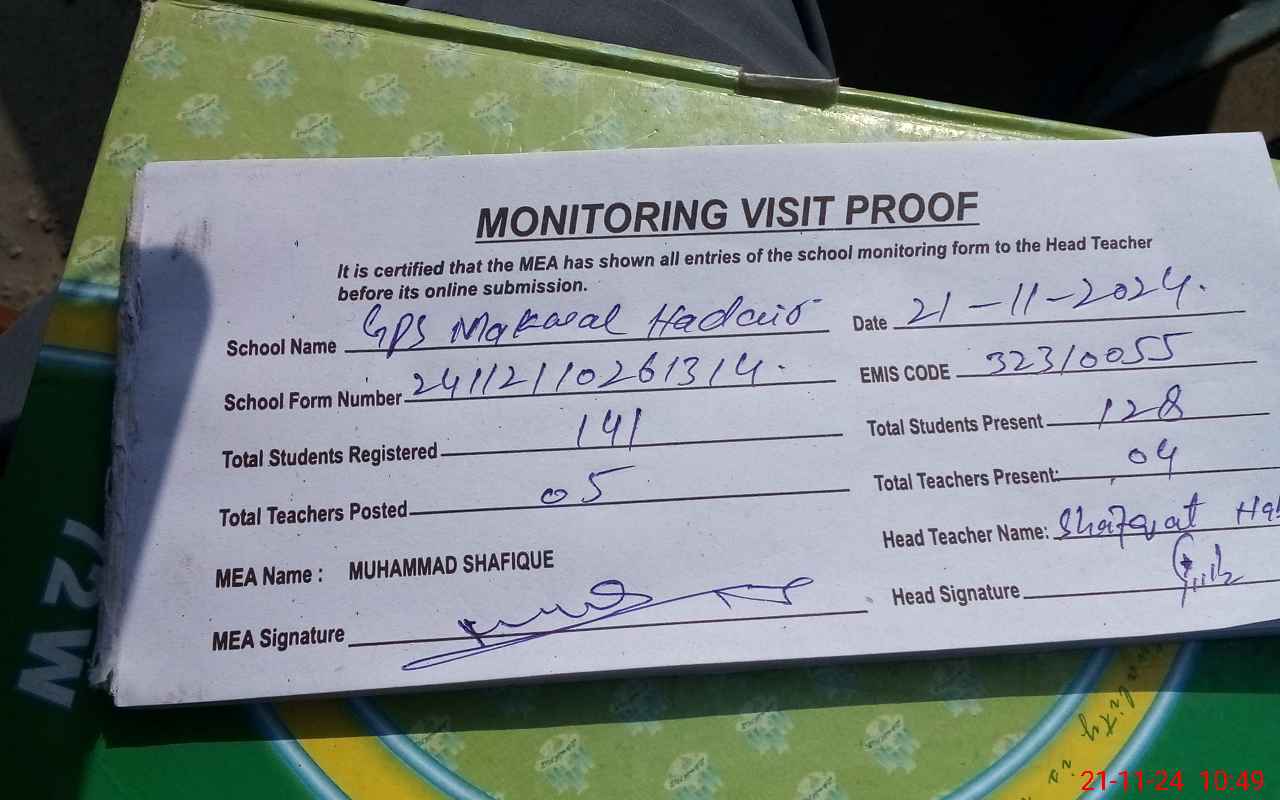 MONITORING VISIT PROOF
It is certified that the MEA has shown all entries of the school monitoring form to the Head Teacher
before its online submission.
School Name GPS Makwal Hadair Date 21-11-2024.
School Form Number 24112110261314. EMIS CODE 32310055
Total Students Registered 141 Total Students Present 128
Total Teachers Posted 05 Total Teachers Present: 04
Head Teacher Name: Shafqat
MEA Name : MUHAMMAD SHAFIQUE
Head Signature
MEA Signature
12W
21-11-24 10:49